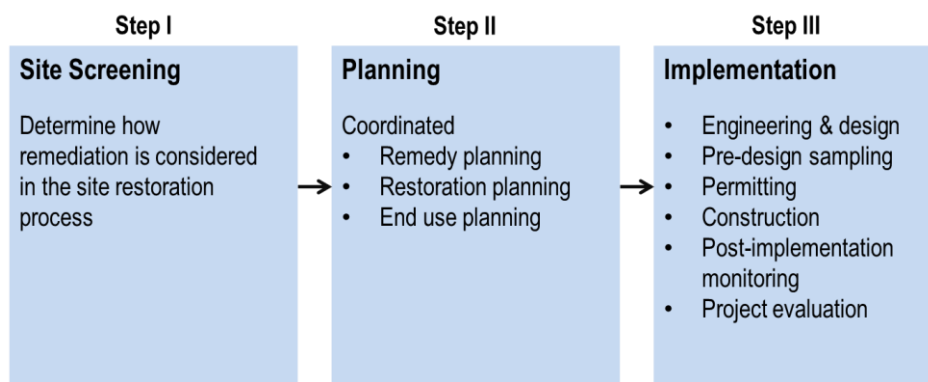 Step I
Site Screening
Determine how
remediation is considered
in the site restoration
process
Step II
Planning
Coordinated
• Remedy planning
• Restoration planning
• End use planning
Step III
Implementation
• Engineering & design
• Pre-design sampling
• Permitting
• Construction
• Post-implementation
monitoring
• Project evaluation